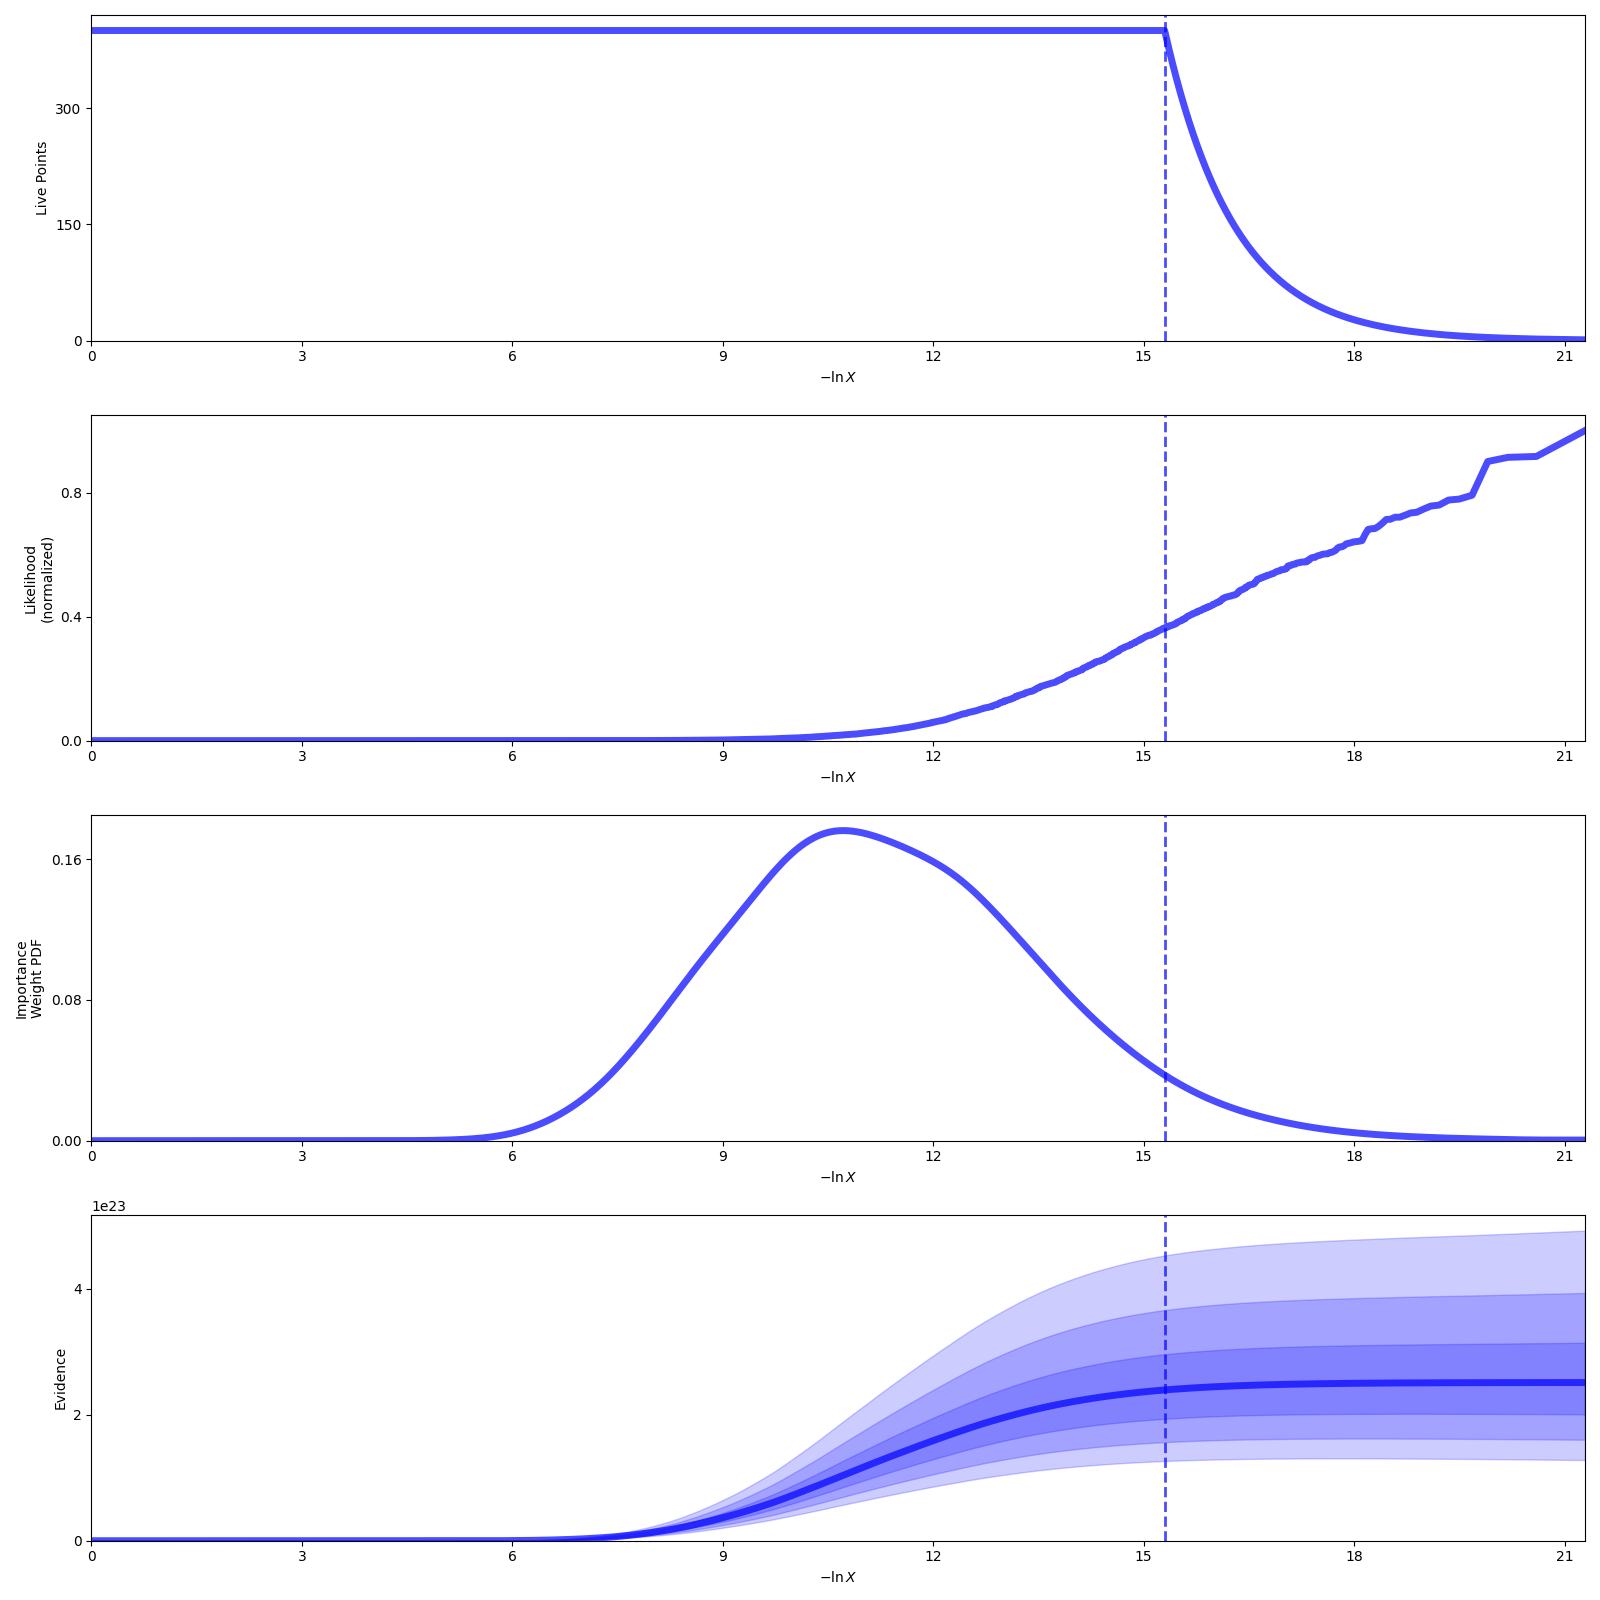 Live Points
300
150
0
0 3 6 9 12 15 18 21
−ln X
Likelihood
(normalized)
0.8
0.4
0.0
0 3 6 9 12 15 18 21
−ln X
Importance
Weight PDF
0.16
0.08
0.00
0 3 6 9 12 15 18 21
−ln X
1e23
Evidence
4
2
0
0 3 6 9 12 15 18 21
−ln X